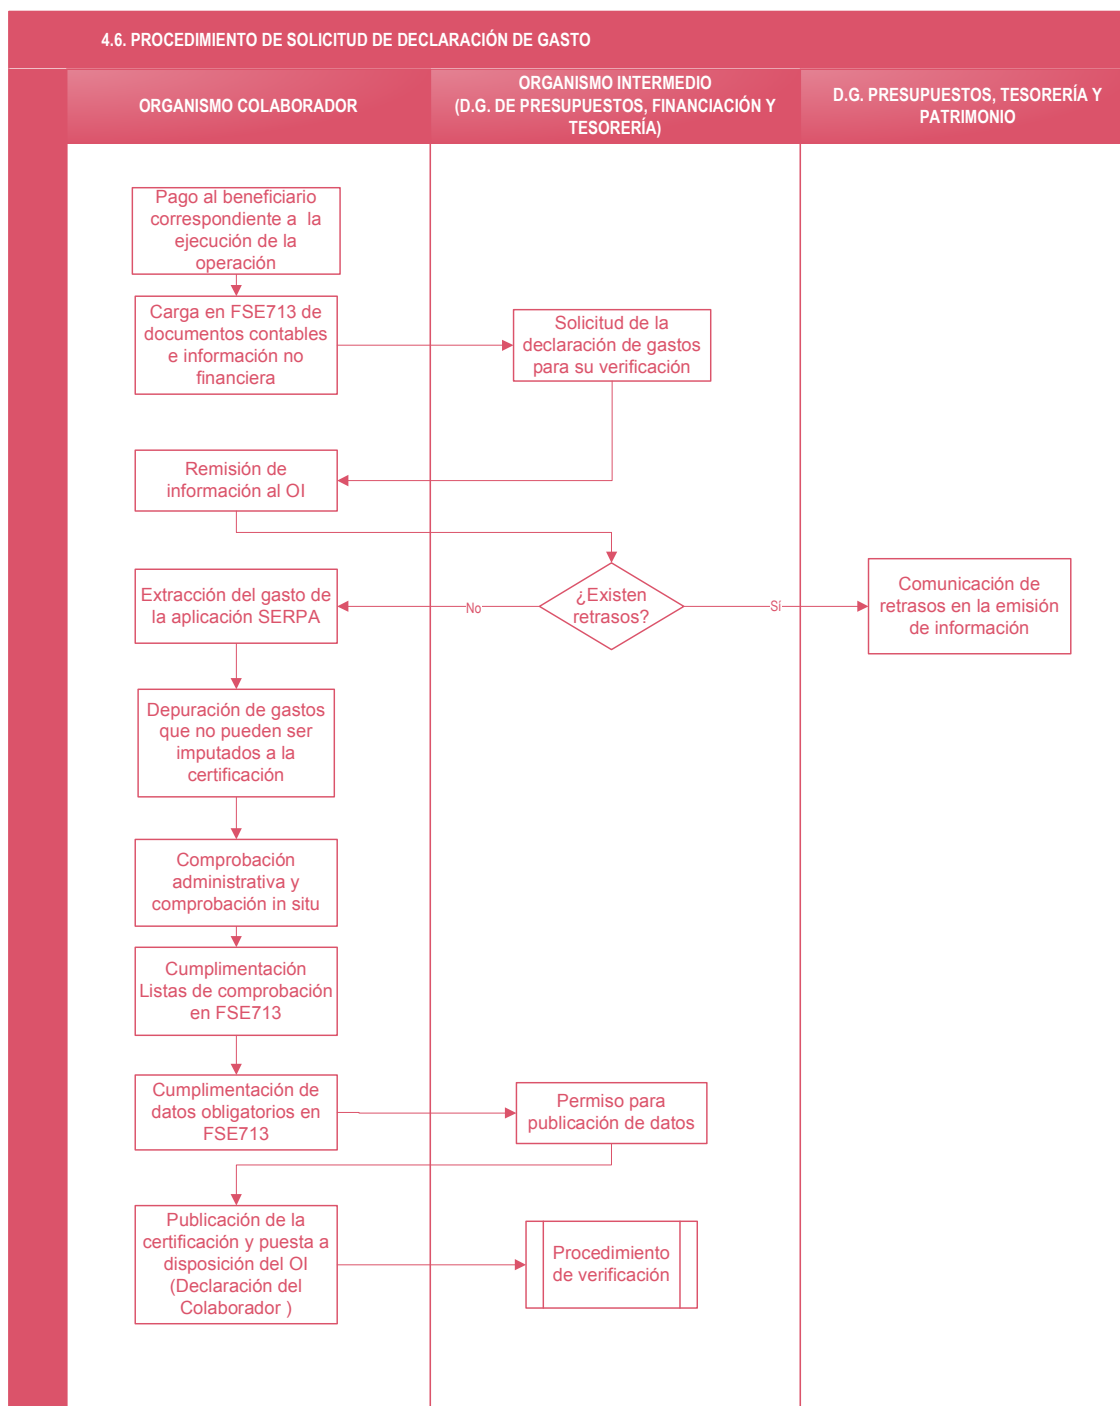 4.6. PROCEDIMIENTO DE SOLICITUD DE DECLARACIÓN DE GASTO
ORGANISMO COLABORADOR
ORGANISMO INTERMEDIO
(D.G. DE PRESUPUESTOS, FINANCIACIÓN Y
TESORERÍA)
D.G. PRESUPUESTOS, TESORERÍA Y
PATRIMONIO
Pago al beneficiario
correspondiente a la
ejecución de la
operación
Carga en FSE713 de
documentos contables
e información no
financiera
Solicitud de la
declaración de gastos
para su verificación
Remisión de
información al OI
¿Existen
retrasos?
No
Sí
Extracción del gasto de
la aplicación SERPA
Comunicación de
retrasos en la emisión
de información
Depuración de gastos
que no pueden ser
imputados a la
certificación
Comprobación
administrativa y
comprobación in situ
Cumplimentación
Listas de comprobación
en FSE713
Cumplimentación de
datos obligatorios en
FSE713
Permiso para
publicación de datos
Publicación de la
certificación y puesta a
disposición del OI
(Declaración del
Colaborador )
Procedimiento
de verificación